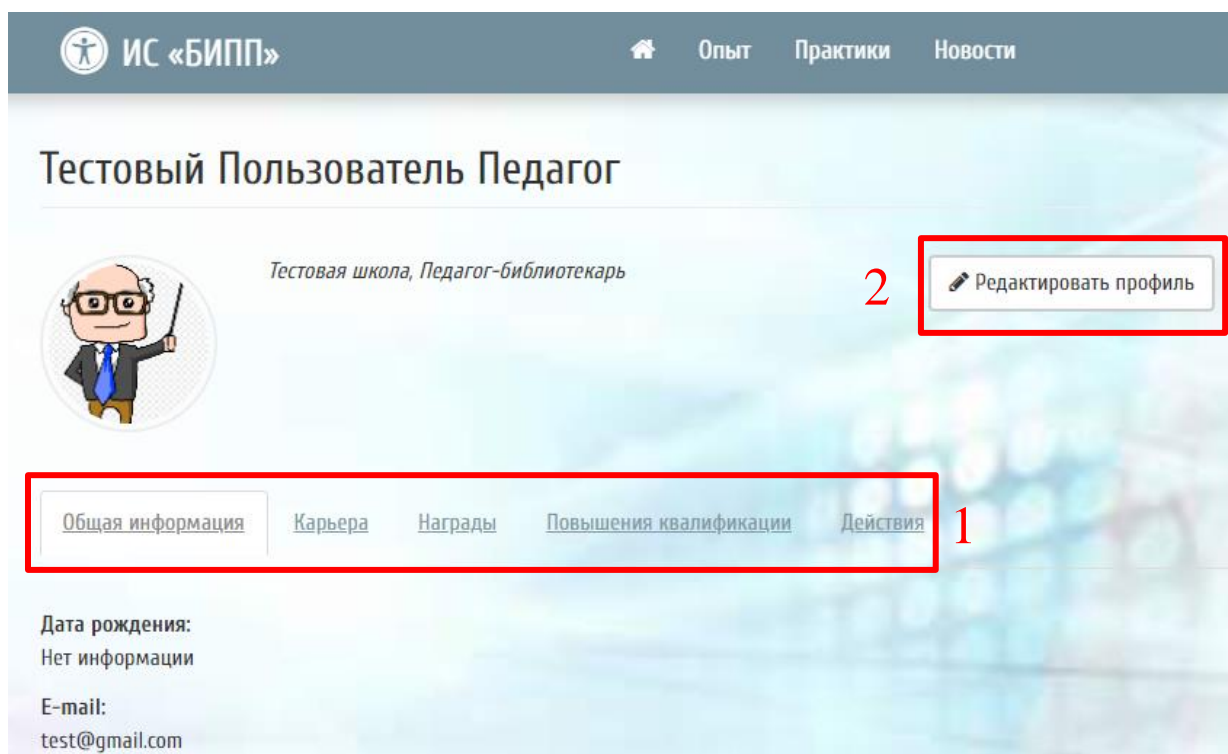 ИС «БИПП» Опыт Практики Новости
Тестовый Пользователь Педагог
Тестовая школа, Педагог-библиотекарь
2 Редактировать профиль
Общая информация Карьера Награды Повышения квалификации Действия 1
Дата рождения:
Нет информации
E-mail:
test@gmail.com